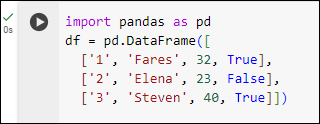 import pandas as pd
df = pd.DataFrame([
['1', 'Fares', 32, True],
['2', 'Elena', 23, False],
['3', 'Steven', 40, True]])
0s